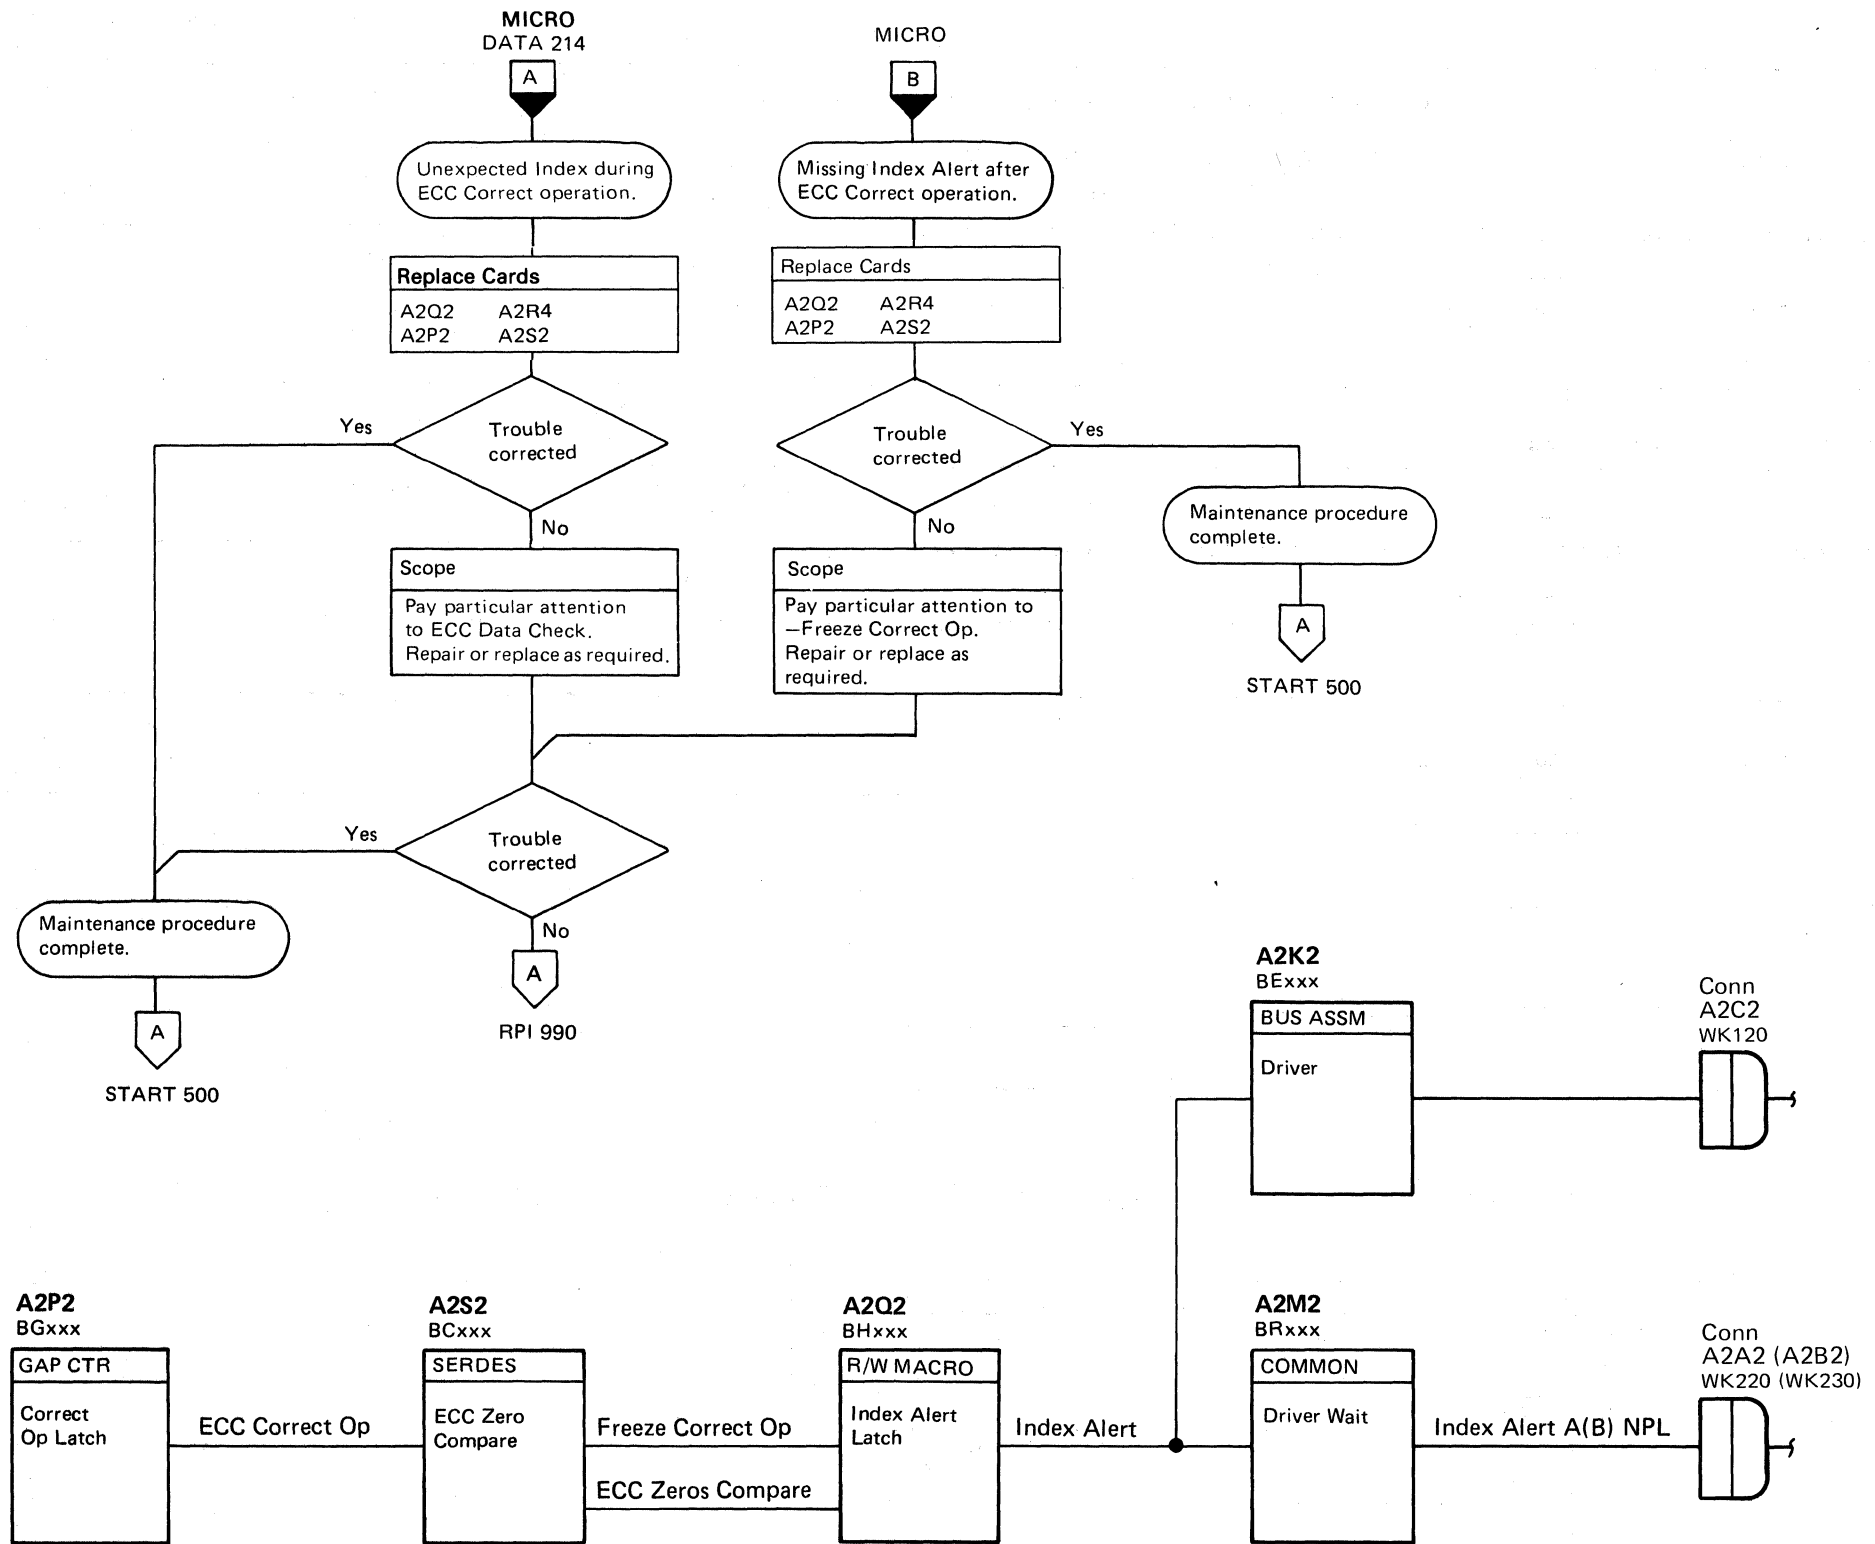 MICRO
DATA 214
A
Unexpected Index during
ECC Correct operation.
Replace Cards
A2Q2 A2R4
A2P2 A2S2
Trouble
corrected
Yes
No
Scope
Pay particular attention
to ECC Data Check.
Repair or replace as required.
Trouble
corrected
Yes
No
Maintenance procedure
complete.
A
START 500
A
RPI 990
MICRO
B
Missing Index Alert after
ECC Correct operation.
Replace Cards
A2Q2 A2R4
A2P2 A2S2
Trouble
corrected
Yes
No
Maintenance procedure
complete.
A
START 500
Scope
Pay particular attention to
—Freeze Correct Op.
Repair or replace as
required.
A2K2
BExxx
BUS ASSM
Driver
Conn
A2C2
WK120
A2P2
BGxxx
GAP CTR
Correct
Op Latch
ECC Correct Op
A2S2
BCxxx
SERDES
ECC Zero
Compare
Freeze Correct Op
ECC Zeros Compare
A2Q2
BHxxx
R/W MACRO
Index Alert
Latch
Index Alert
A2M2
BRxxx
COMMON
Driver Wait
Index Alert A(B) NPL
Conn
A2A2 (A2B2)
WK220 (WK230)